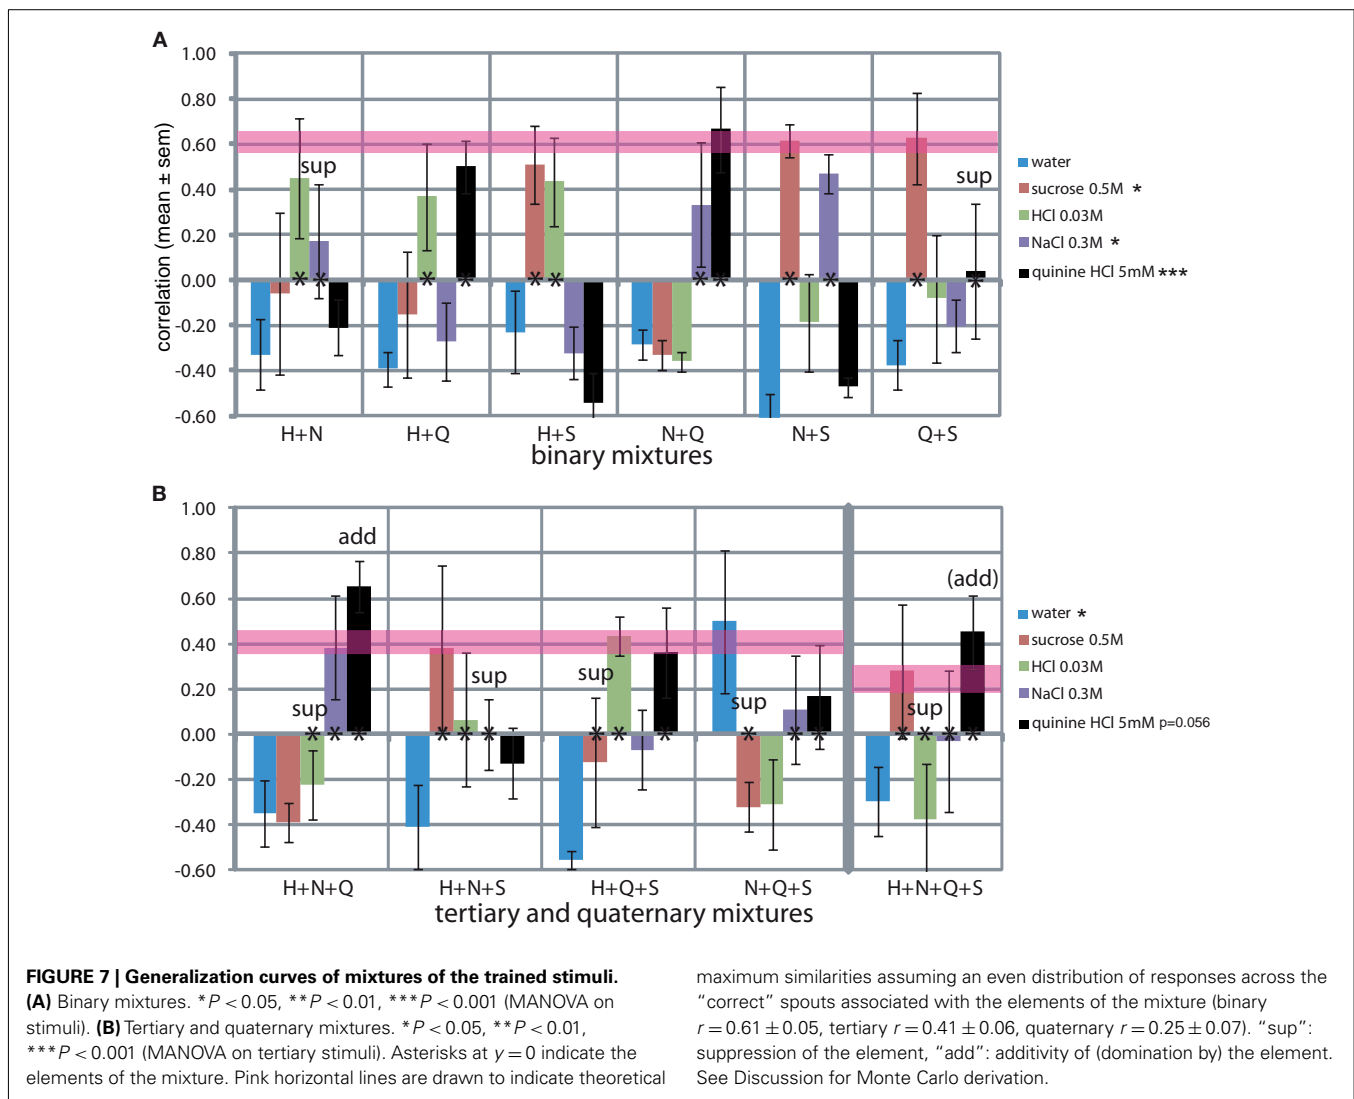 A
1.00
0.80
0.60
0.40
0.20
0.00
-0.20
-0.40
-0.60
correlation (mean ± sem)
sup
sup
* * * * * * * * * * * *
H+N H+Q H+S N+Q N+S Q+S
binary mixtures
water
sucrose 0.5M *
HCl 0.03M
NaCl 0.3M *
quinine HCl 5mM ***
B
1.00
0.80
0.60
0.40
0.20
0.00
-0.20
-0.40
-0.60
add
(add)
sup sup sup sup sup
* * * * * * * * * * * * * * * *
H+N+Q H+N+S H+Q+S N+Q+S H+N+Q+S
tertiary and quaternary mixtures
water *
sucrose 0.5M
HCl 0.03M
NaCl 0.3M
quinine HCl 5mM p=0.056
FIGURE 7 | Generalization curves of mixtures of the trained stimuli.
(A) Binary mixtures. *P < 0.05, **P < 0.01, ***P < 0.001 (MANOVA on
stimuli). (B) Tertiary and quaternary mixtures. *P < 0.05, **P < 0.01,
***P < 0.001 (MANOVA on tertiary stimuli). Asterisks at y = 0 indicate the
elements of the mixture. Pink horizontal lines are drawn to indicate theoretical
maximum similarities assuming an even distribution of responses across the
“correct” spouts associated with the elements of the mixture (binary
r = 0.61 ± 0.05, tertiary r = 0.41 ± 0.06, quaternary r = 0.25 ± 0.07). “sup”:
suppression of the element, “add”: additivity of (domination by) the element.
See Discussion for Monte Carlo derivation.